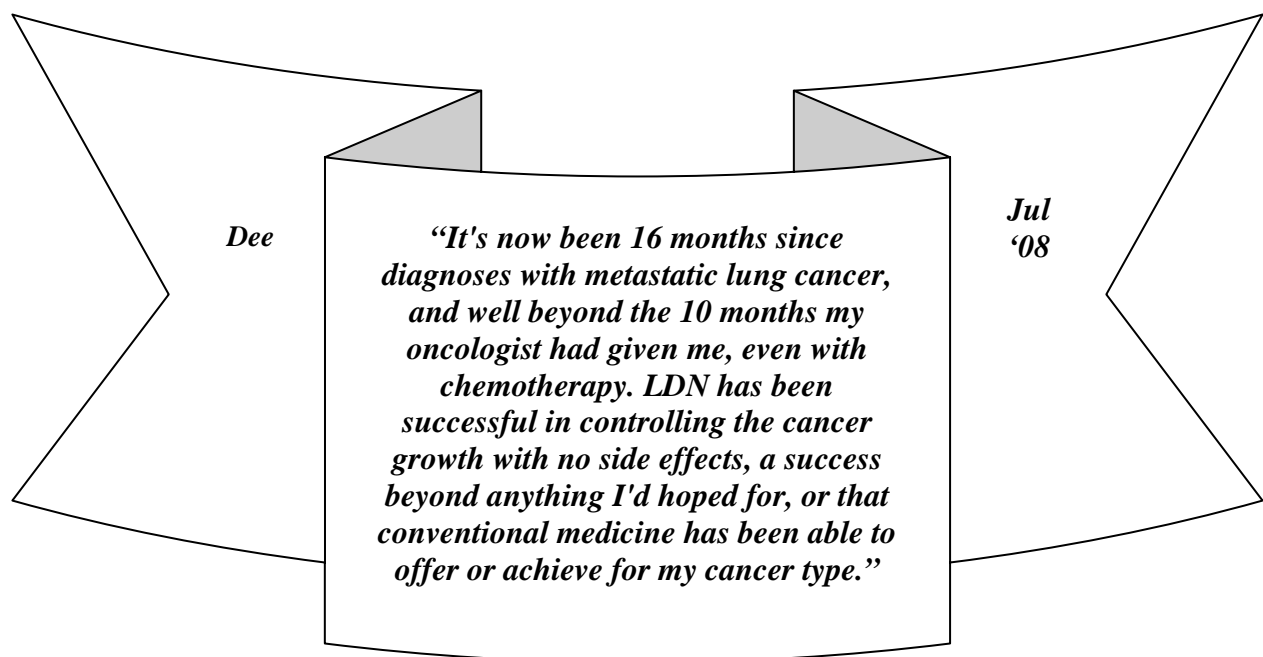 Dee
“It's now been 16 months since
diagnoses with metastatic lung cancer,
and well beyond the 10 months my
oncologist had given me, even with
chemotherapy. LDN has been
successful in controlling the cancer
growth with no side effects, a success
beyond anything I'd hoped for, or that
conventional medicine has been able to
offer or achieve for my cancer type.”
Jul
‘08